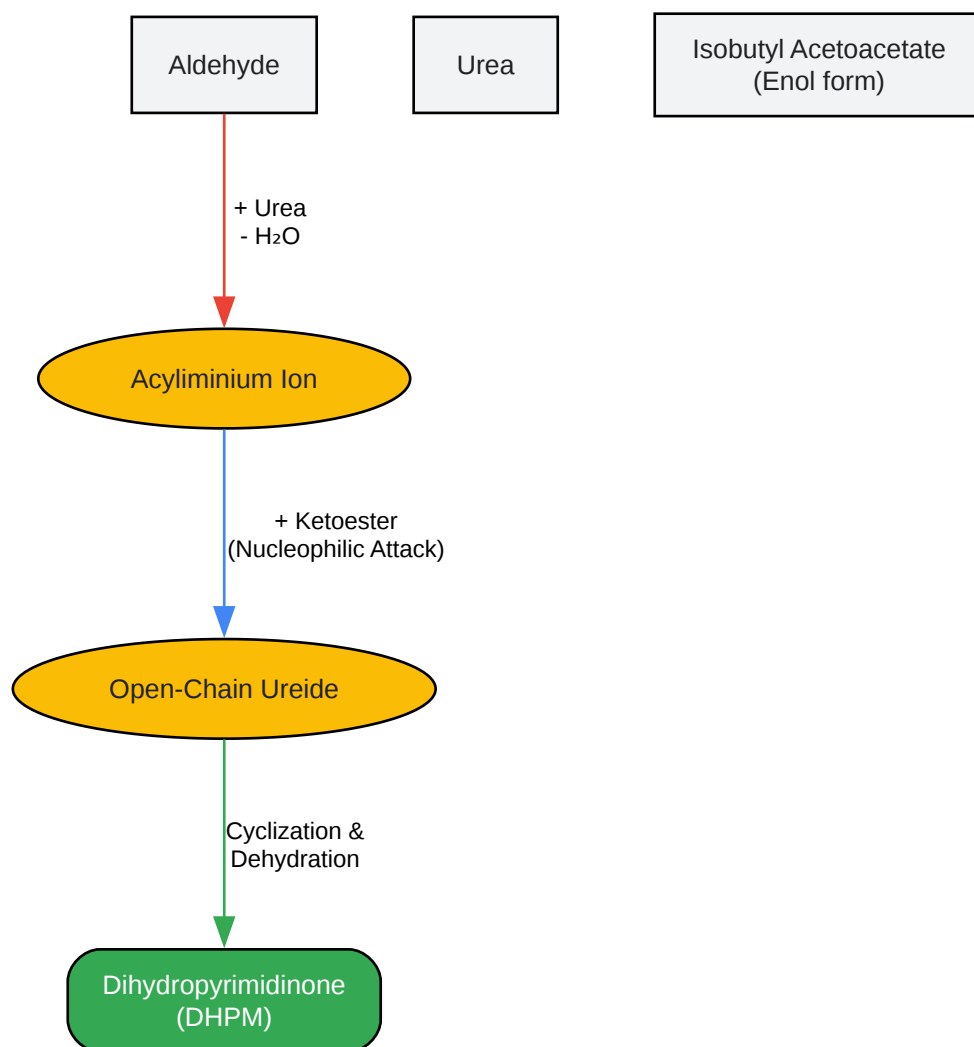 Aldehyde
Urea
Isobutyl Acetoacetate
(Enol form)
+ Urea
- H₂O
Acyliminium Ion
+ Ketoester
(Nucleophilic Attack)
Open-Chain Ureide
Cyclization &
Dehydration
Dihydropyrimidinone
(DHPM)